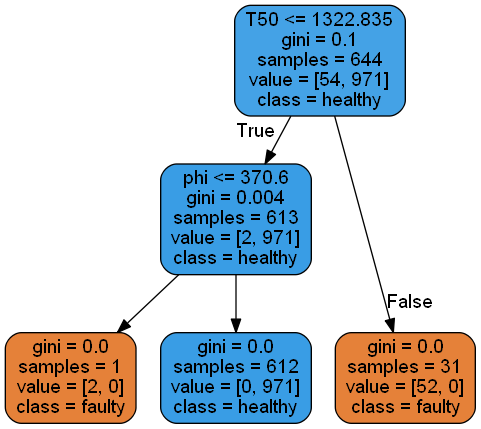 T50 <= 1322.835
gini = 0.1
samples = 644
value = [54, 971]
class = healthy
True
phi <= 370.6
gini = 0.004
samples = 613
value = [2, 971]
class = healthy
False
gini = 0.0
samples = 1
value = [2, 0]
class = faulty
gini = 0.0
samples = 612
value = [0, 971]
class = healthy
gini = 0.0
samples = 31
value = [52, 0]
class = faulty